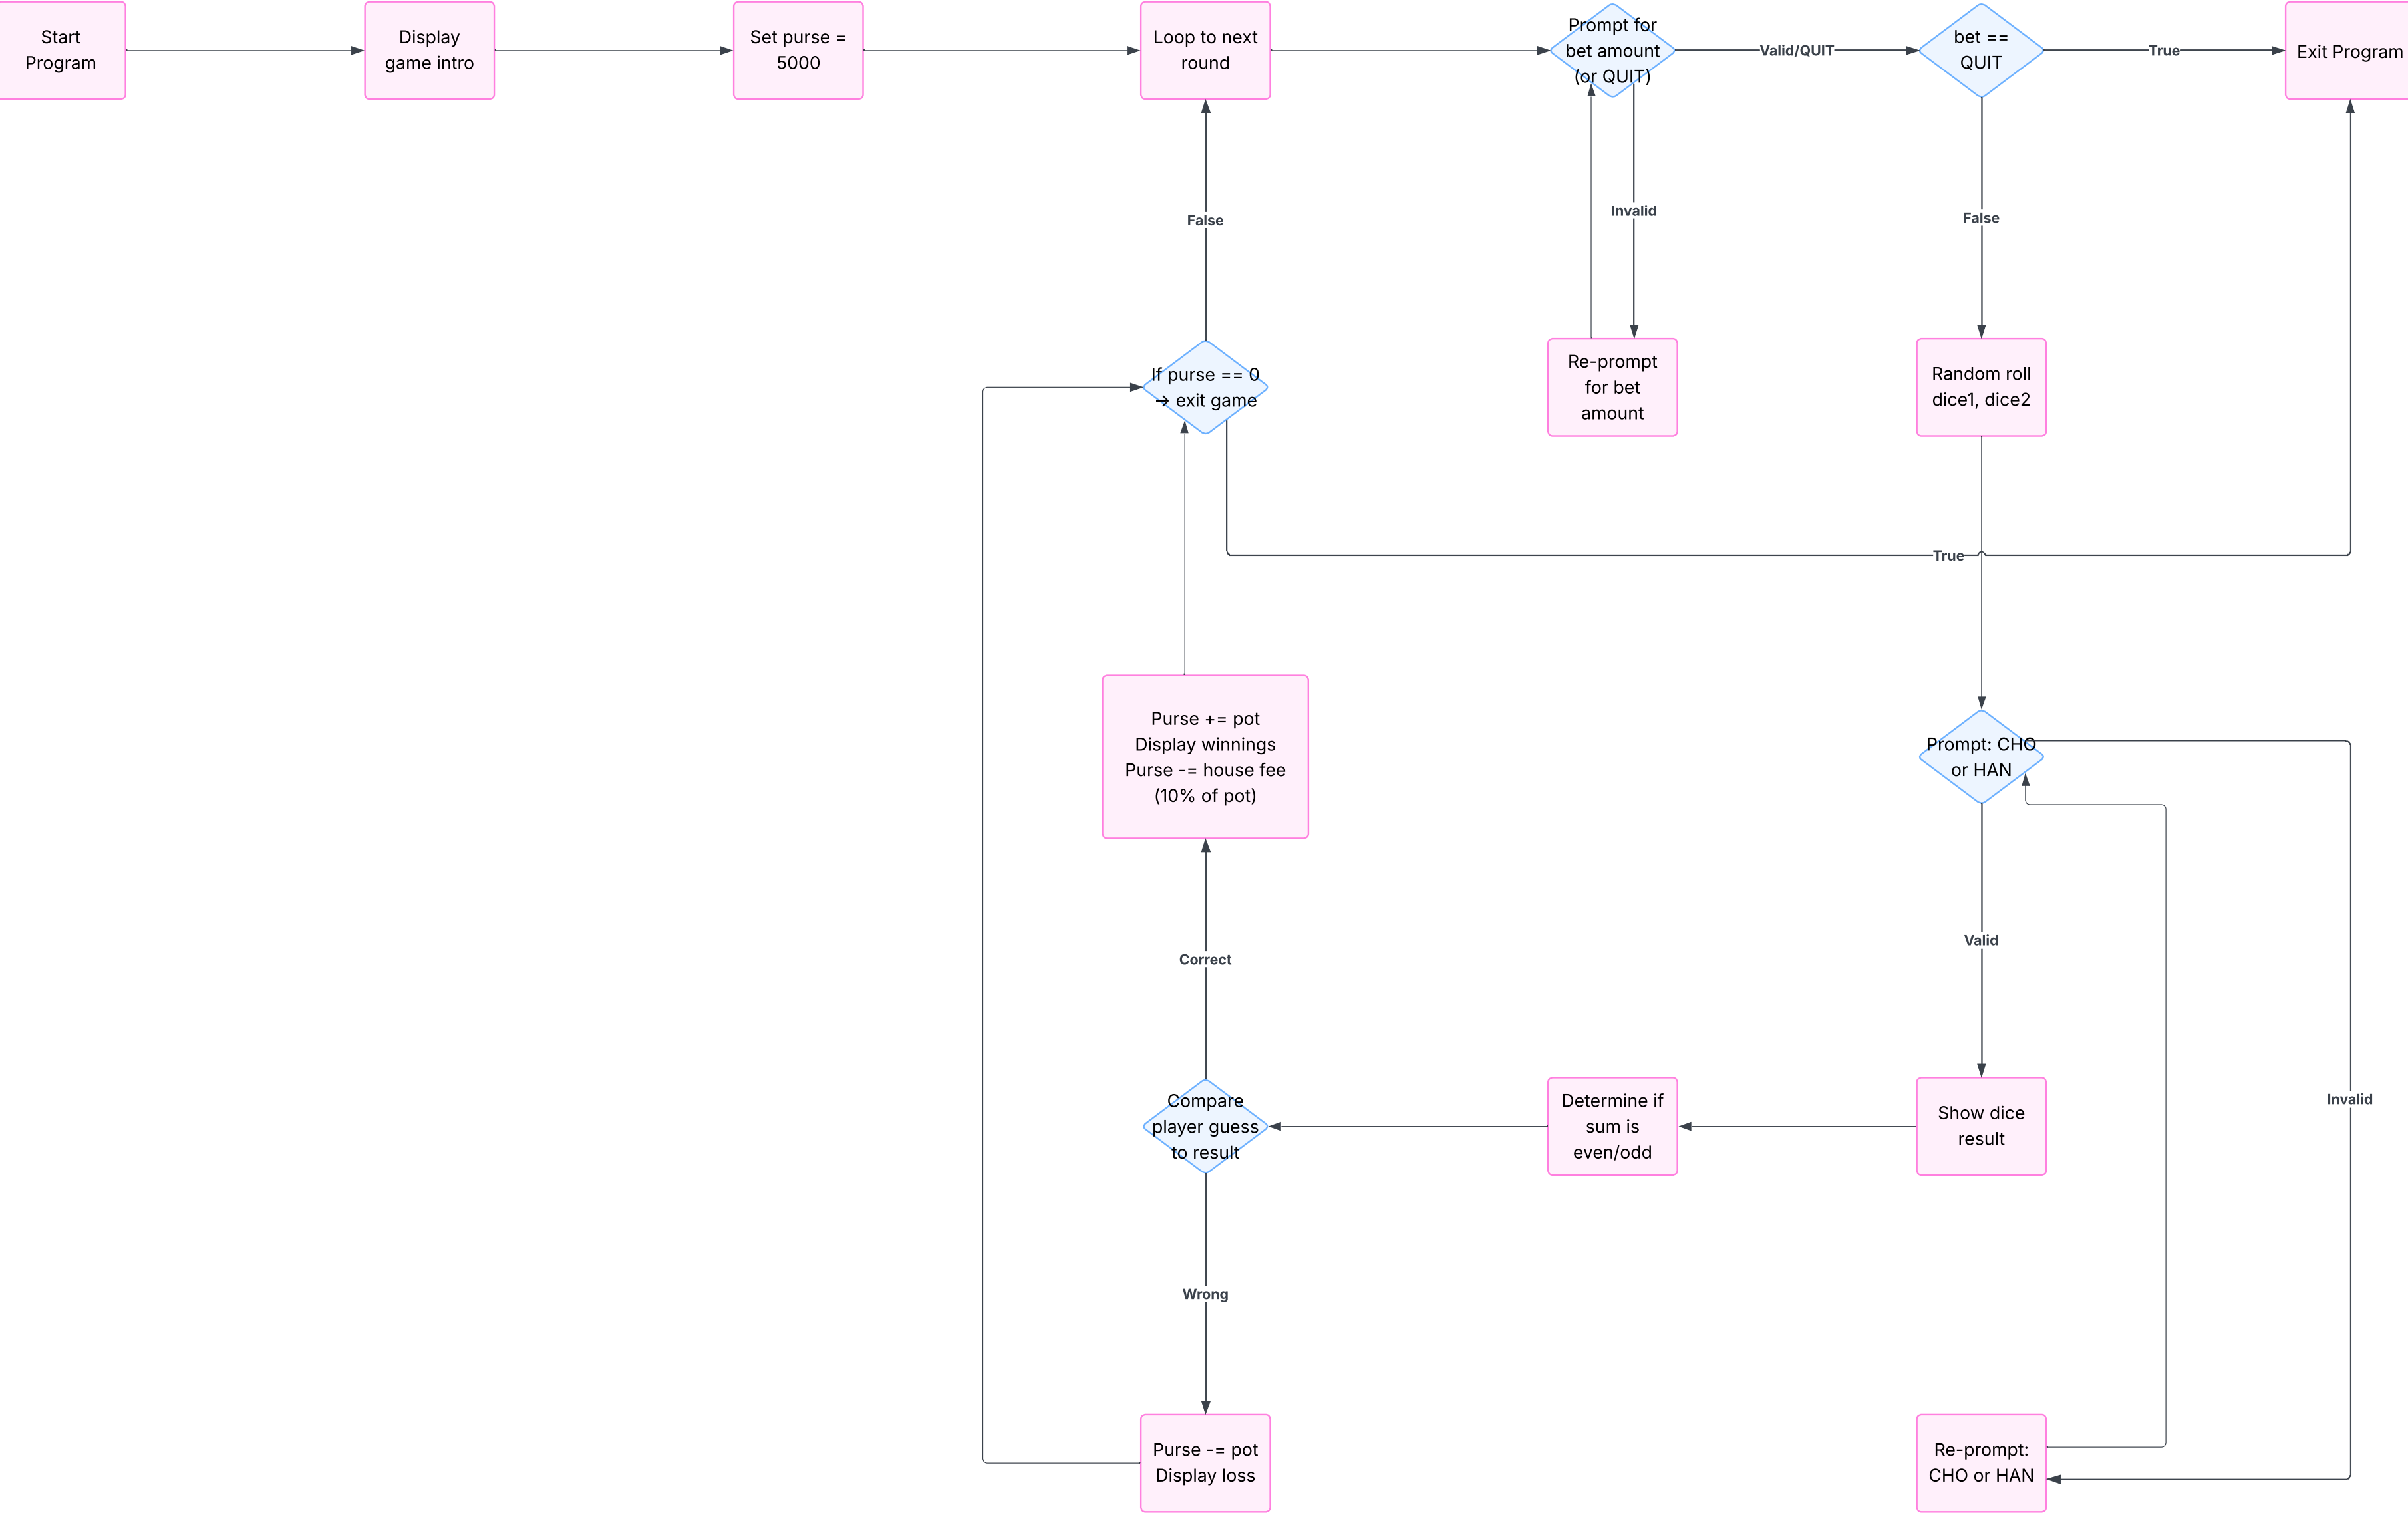 Start
Program
Display
game intro
Set purse =
5000
Loop to next
round
Prompt for
bet amount
(or QUIT)
Valid/QUIT
bet ==
QUIT
True
Exit Program
False
Invalid
False
If purse == 0
→ exit game
Re-prompt
for bet
amount
Random roll
dice1, dice2
True
Purse += pot
Display winnings
Purse -= house fee
(10% of pot)
Prompt: CHO
or HAN
Valid
Correct
Invalid
Compare
player guess
to result
Determine if
sum is
even/odd
Show dice
result
Wrong
Purse -= pot
Display loss
Re-prompt:
CHO or HAN